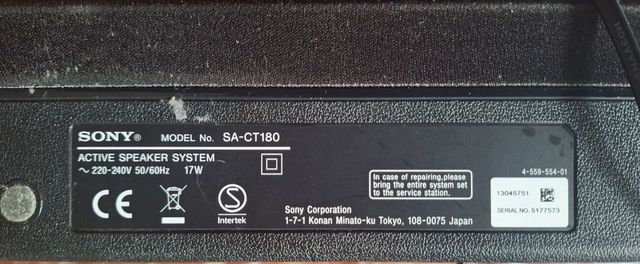 SONY® MODEL No. SA-CT180
ACTIVE SPEAKER SYSTEM
~ 220-240V 50/60Hz 17W
CE
S
Intertek
In case of repairing,please
bring the entire system set
to the service station.
Sony Corporation
1-7-1 Konan Minato-ku Tokyo, 108-0075 Japan
4-559-554-01
13045751
SERIAL NO. 5177573